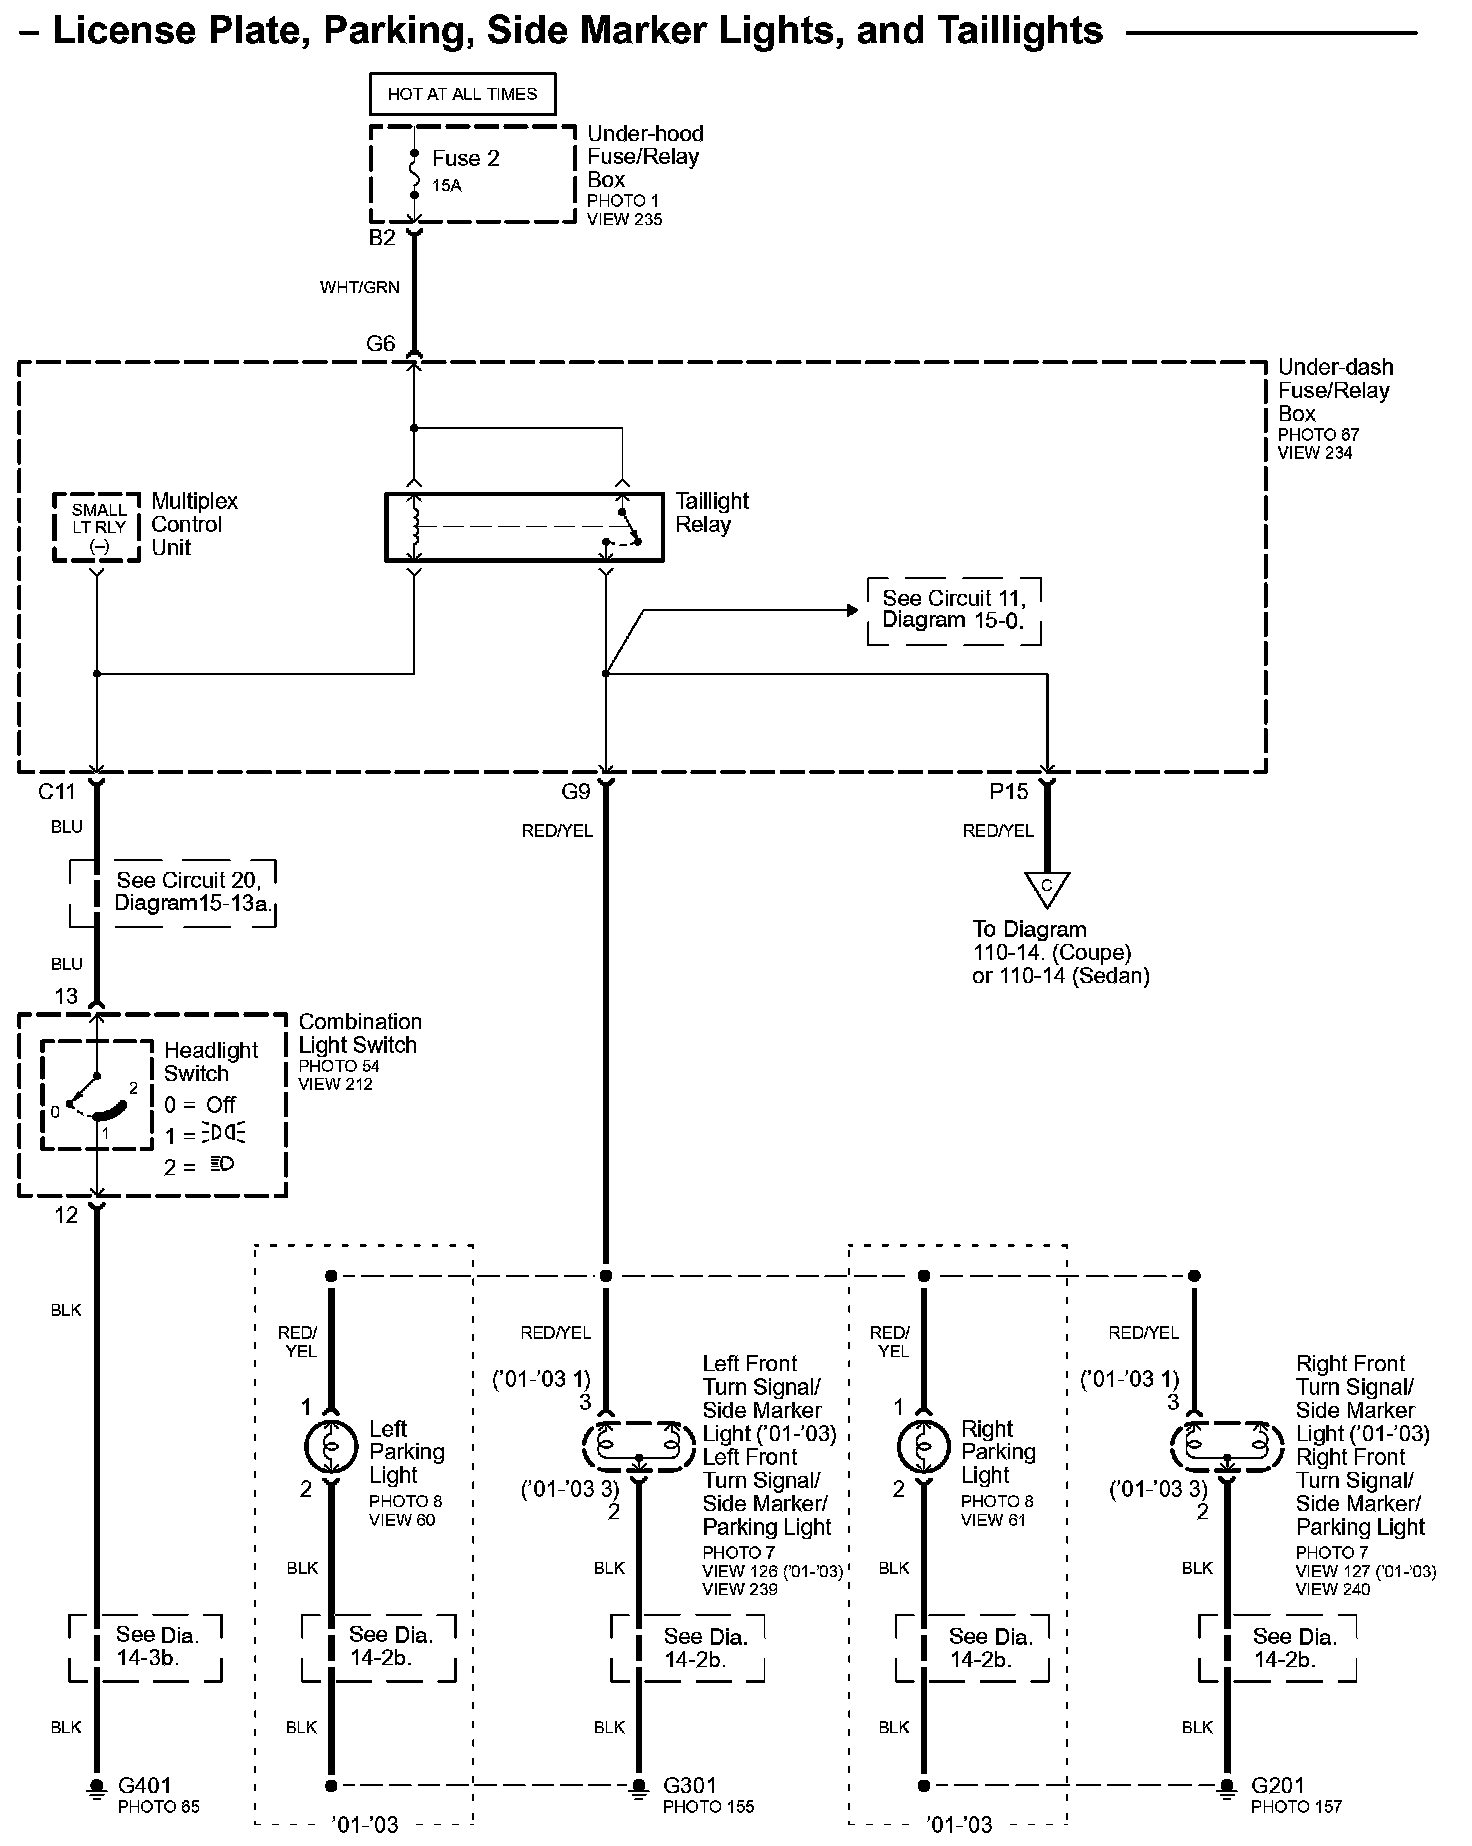 – License Plate, Parking, Side Marker Lights, and Taillights
HOT AT ALL TIMES
Fuse 2
15A
Under-hood
Fuse/Relay
Box
PHOTO 1
VIEW 235
B2
WHT/GRN
G6
Under-dash
Fuse/Relay
Box
PHOTO 67
VIEW 234
SMALL
LT RLY
(–)
Multiplex
Control
Unit
Taillight
Relay
See Circuit 11,
Diagram 15-0.
C11
G9
P15
BLU
RED/YEL
RED/YEL
See Circuit 20,
Diagram15-13a.
C
To Diagram
110-14. (Coupe)
or 110-14 (Sedan)
BLU
13
Combination
Light Switch
PHOTO 54
VIEW 212
Headlight
Switch
0 = Off
1 =
2 =
0
1
2
12
BLK
RED/
YEL
RED/YEL
RED/
YEL
RED/YEL
1
Left
Parking
Light
PHOTO 8
VIEW 60
2
('01-'03 1)
3
('01-'03 3)
2
Left Front
Turn Signal/
Side Marker
Light ('01-'03)
Left Front
Turn Signal/
Side Marker/
Parking Light
PHOTO 7
VIEW 126 ('01-'03)
VIEW 239
1
Right
Parking
Light
PHOTO 8
VIEW 61
2
('01-'03 1)
3
('01-'03 3)
2
Right Front
Turn Signal/
Side Marker
Light ('01-'03)
Right Front
Turn Signal/
Side Marker/
Parking Light
PHOTO 7
VIEW 127 ('01-'03)
VIEW 240
BLK
BLK
BLK
BLK
See Dia.
14-3b.
See Dia.
14-2b.
See Dia.
14-2b.
See Dia.
14-2b.
See Dia.
14-2b.
BLK
BLK
BLK
BLK
BLK
G401
PHOTO 65
G301
PHOTO 155
G201
PHOTO 157
'01-'03
'01-'03